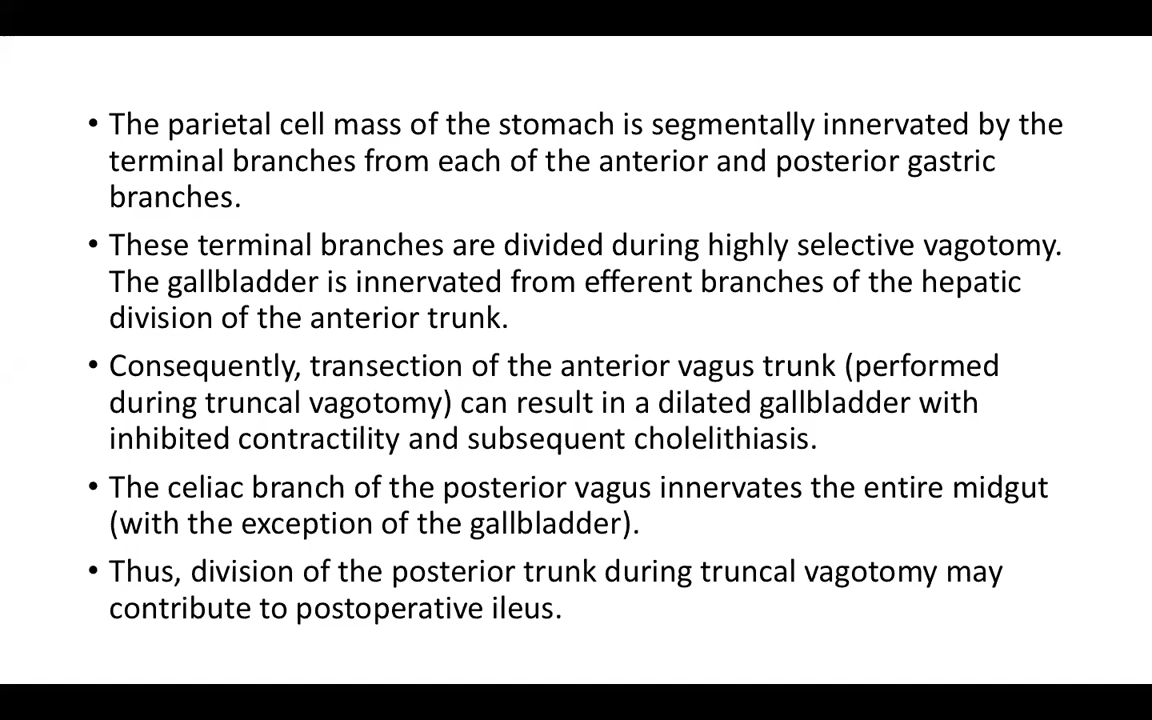 • The parietal cell mass of the stomach is segmentally innervated by the
terminal branches from each of the anterior and posterior gastric
branches.
• These terminal branches are divided during highly selective vagotomy.
The gallbladder is innervated from efferent branches of the hepatic
division of the anterior trunk.
• Consequently, transection of the anterior vagus trunk (performed
during truncal vagotomy) can result in a dilated gallbladder with
inhibited contractility and subsequent cholelithiasis.
• The celiac branch of the posterior vagus innervates the entire midgut
(with the exception of the gallbladder).
• Thus, division of the posterior trunk during truncal vagotomy may
contribute to postoperative ileus.